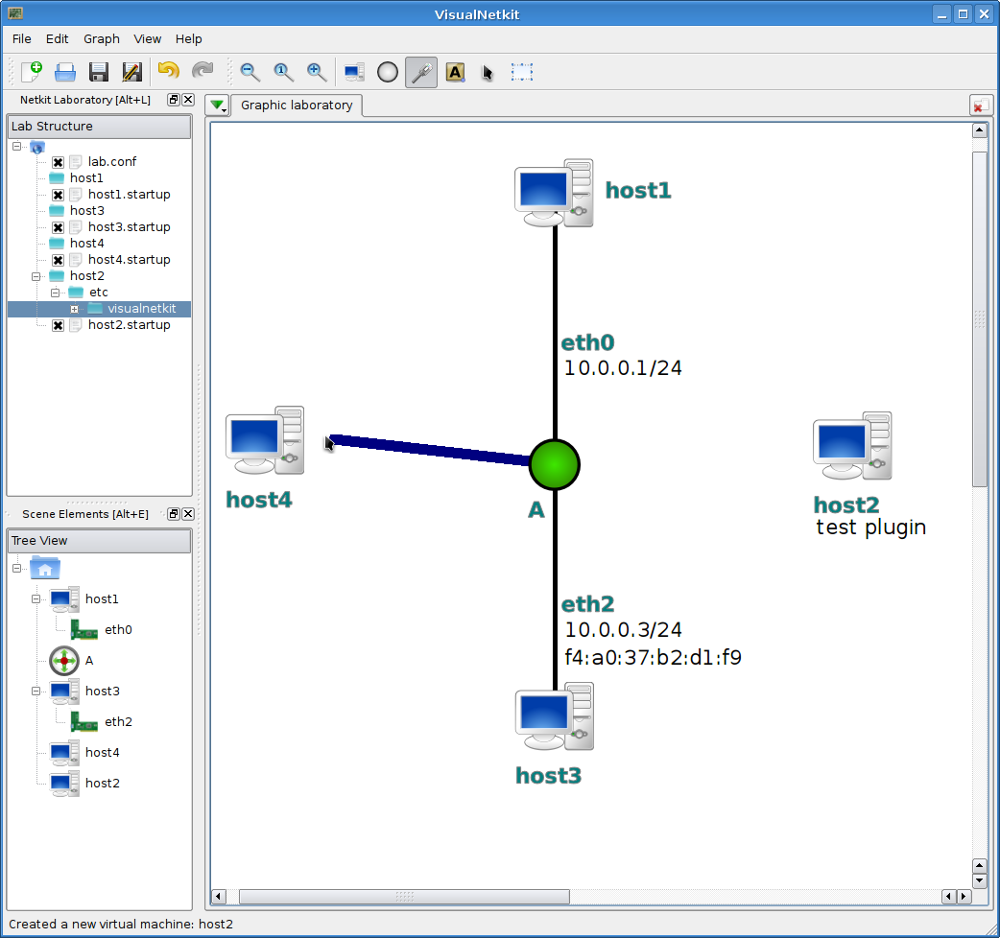 VisualNetkit
File Edit Graph View Help
Netkit Laboratory [Alt+L]
Lab Structure
lab.conf
host1
host1.startup
host3
host3.startup
host4
host4.startup
host2
etc
visualnetkit
host2.startup
Scene Elements [Alt+E]
Tree View
host1
eth0
A
host3
eth2
host4
host2
Graphic laboratory
host1
eth0
10.0.0.1/24
host4
A
host2
test plugin
eth2
10.0.0.3/24
f4:a0:37:b2:d1:f9
host3
Created a new virtual machine: host2